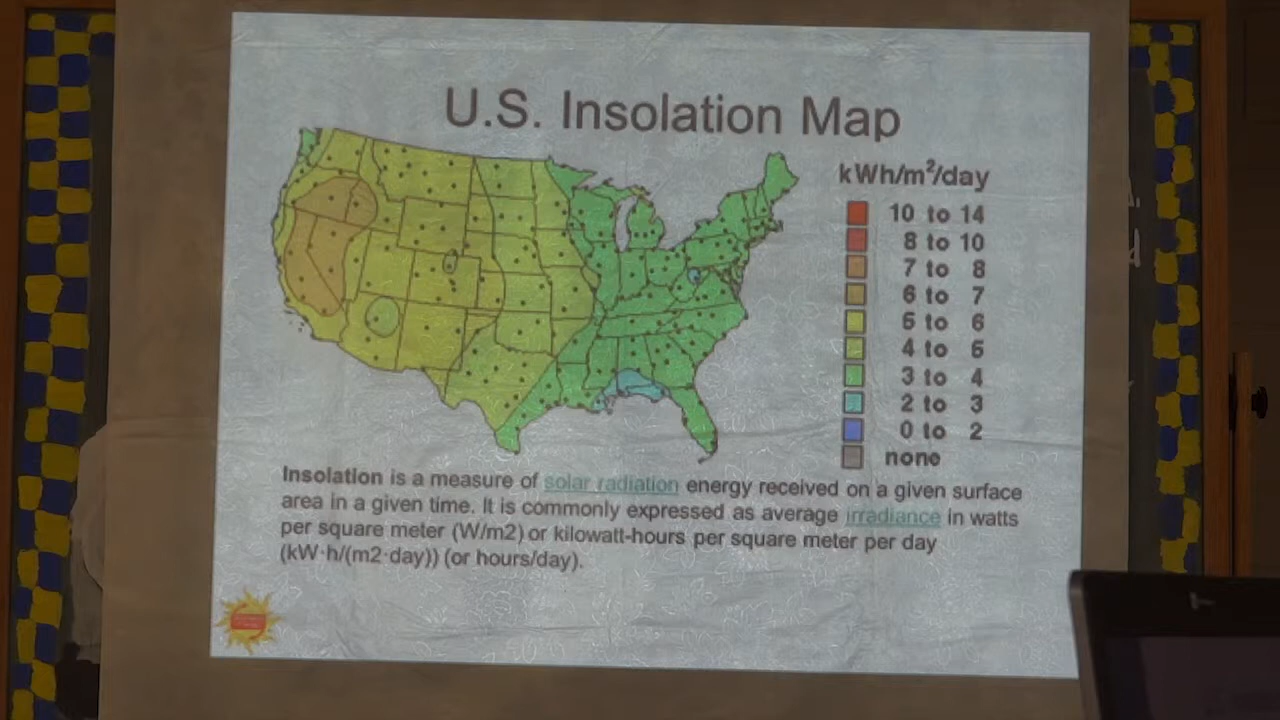 U.S. Insolation Map
kWh/m²/day
10 to 14
8 to 10
7 to 8
6 to 7
5 to 6
4 to 5
3 to 4
2 to 3
0 to 2
none
Insolation is a measure of solar radiation energy received on a given surface
area in a given time. It is commonly expressed as average irradiance in watts
per square meter (W/m2) or kilowatt-hours per square meter per day
(kW·h/(m2·day)) (or hours/day).